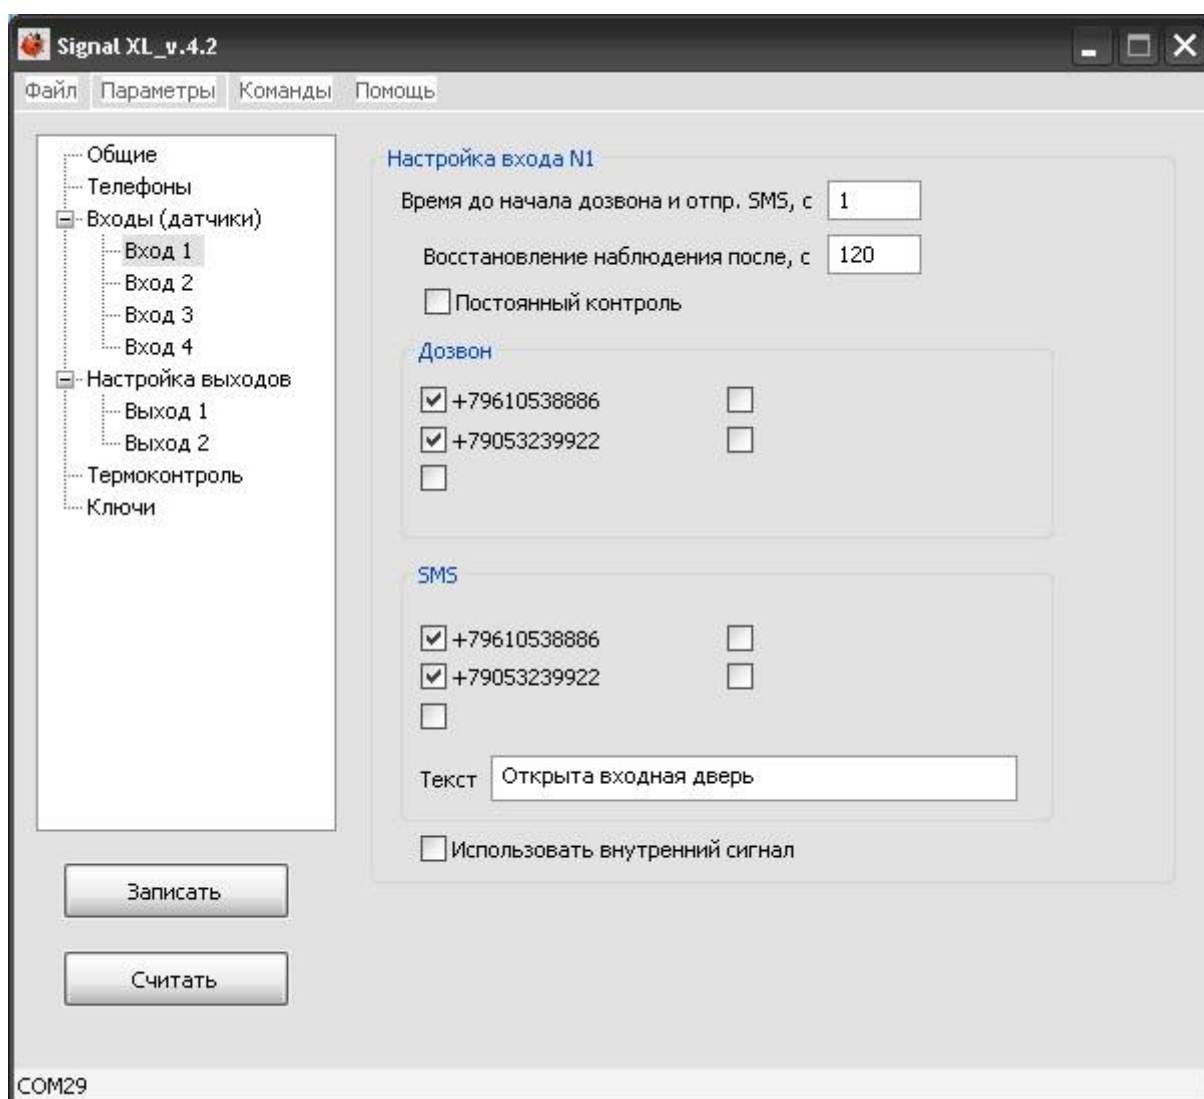 Signal XL_v.4.2
Файл Параметры Команды Помощь
Общие
Телефоны
Входы (датчики)
Вход 1
Вход 2
Вход 3
Вход 4
Настройка выходов
Выход 1
Выход 2
Термоконтроль
Ключи
Записать
Считать
Настройка входа N1
Время до начала дозвона и отпр. SMS, с 1
Восстановление наблюдения после, с 120
Постоянный контроль
Дозвон
+79610538886
+79053239922
SMS
+79610538886
+79053239922
Текст Открыта входная дверь
Использовать внутренний сигнал
COM29